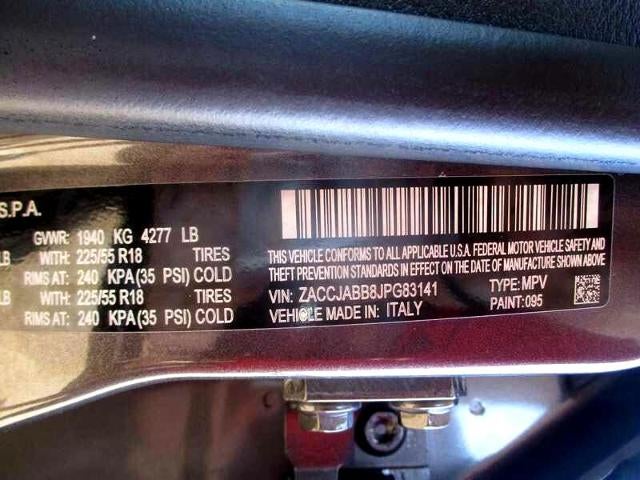 S.P.A.
GVWR: 1940 KG 4277 LB
LB WITH 225/55 R18 TIRES
RIMS AT: 240 KPA(35 PSI) COLD
LB WITH 225/55 R18 TIRES
RIMS AT: 240 KPA(35 PSI) COLD
THIS VEHICLE CONFORMS TO ALL APPLICABLE U.S.A. FEDERAL MOTOR VEHICLE SAFETY AND
THEFT PREVENTION STANDARDS IN EFFECT ON THE DATE OF MANUFACTURE SHOWN ABOVE
VIN: ZACCJABB8JPG83141 TYPE: MPV
PAINT: 095
VEHICLE MADE IN: ITALY